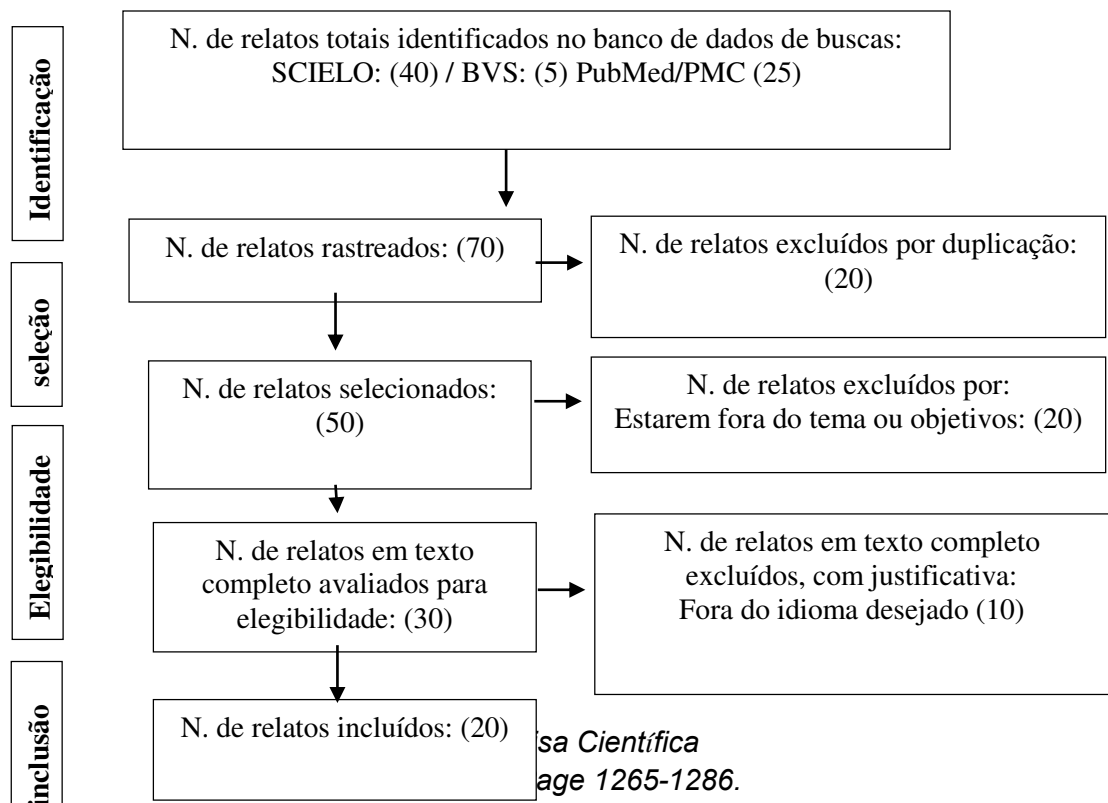 Identificação
N. de relatos totais identificados no banco de dados de buscas:
SCIELO: (40) / BVS: (5) PubMed/PMC (25)
N. de relatos rastreados: (70)
N. de relatos excluídos por duplicação:
(20)
seleção
N. de relatos selecionados:
(50)
N. de relatos excluídos por:
Estarem fora do tema ou objetivos: (20)
Elegibilidade
N. de relatos em texto
completo avaliados para
elegibilidade: (30)
N. de relatos em texto completo
excluídos, com justificativa:
Fora do idioma desejado (10)
inclusão
N. de relatos incluídos: (20)
isa Científica
age 1265-1286.